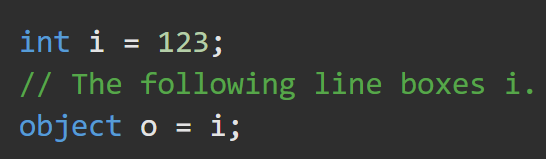 int i = 123;
// The following line boxes i.
object o = i;